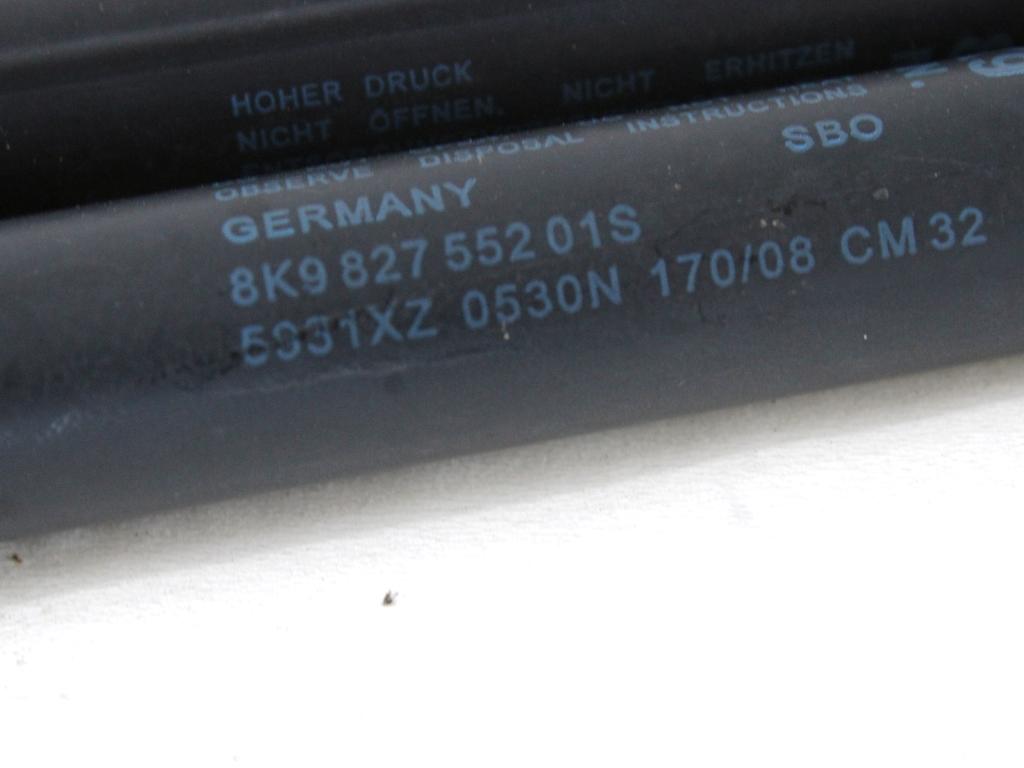 HOHER DRUCK
NICHT ÖFFNEN. NICHT ERHITZEN
OBSERVE DISPOSAL INSTRUCTIONS
GERMANY SBO
8K9 827 552 01S
5931XZ 0530N 170/08 CM 32